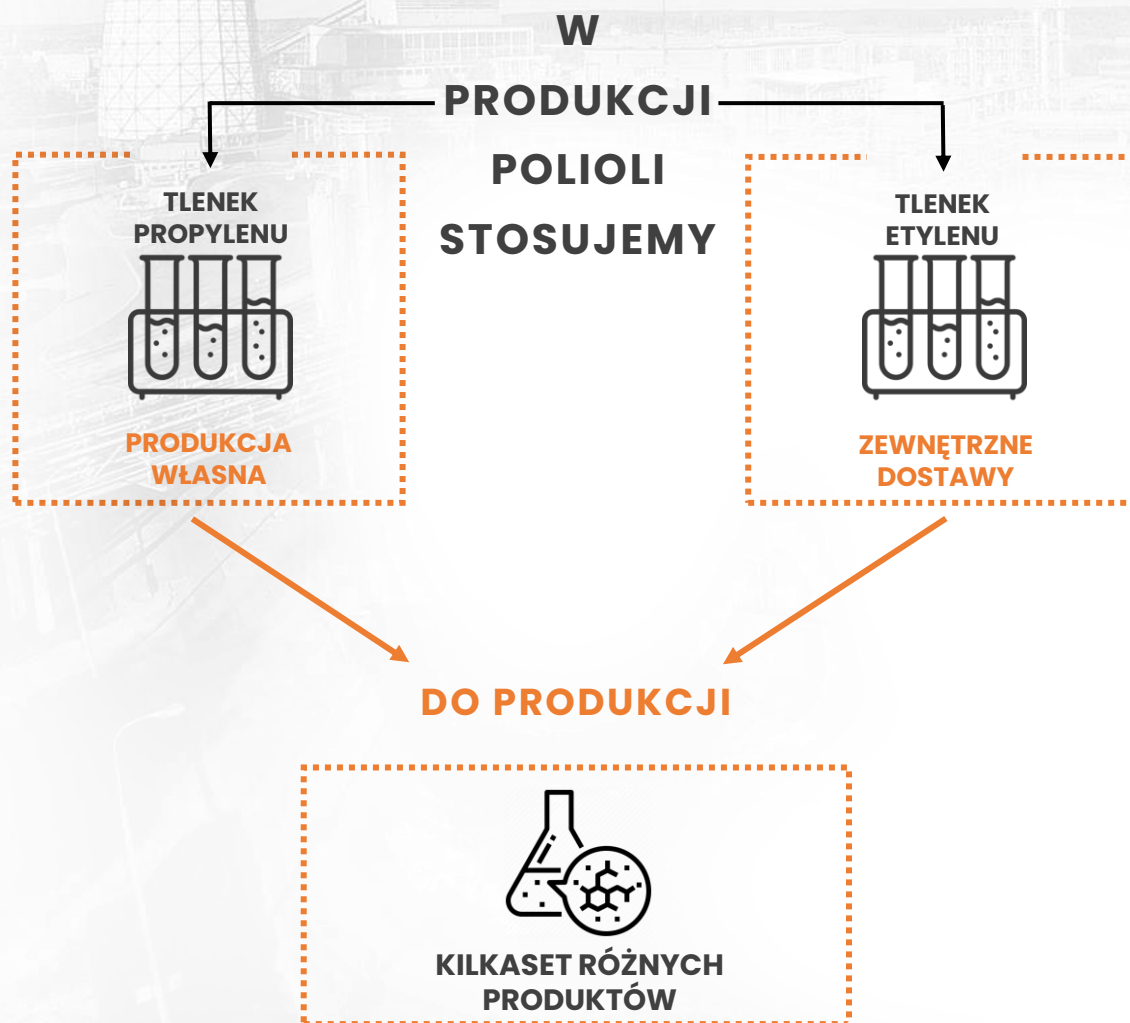 W
PRODUKCJI
POLIOLI
STOSUJEMY
TLENEK
PROPYLENU
PRODUKCJA
WŁASNA
TLENEK
ETYLENU
ZEWNĘTRZNE
DOSTAWY
DO PRODUKCJI
KILKASET RÓŻNYCH
PRODUKTÓW